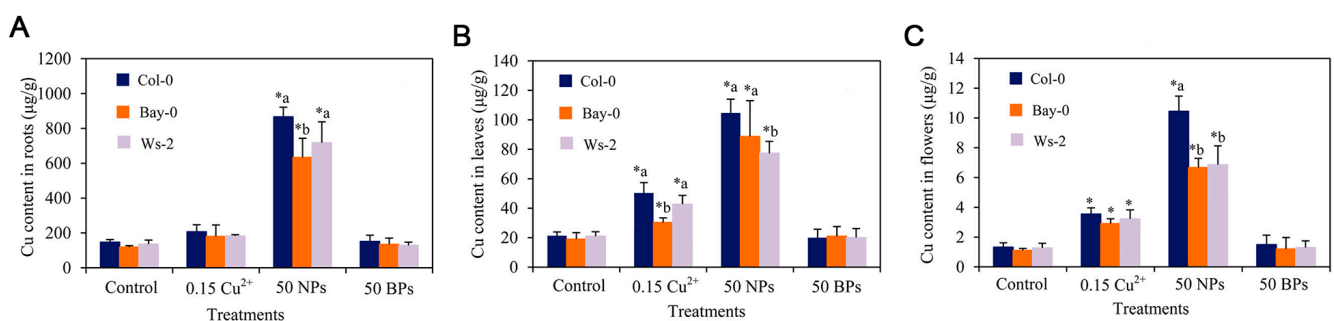 A
Cu content in roots (µg/g)
1200
1000
800
600
400
200
0
Col-0
Bay-0
Ws-2
*a
*b
*a
Control
0.15 Cu²⁺
50 NPs
50 BPs
Treatments
B
Cu content in leaves (µg/g)
140
120
100
80
60
40
20
0
Col-0
Bay-0
Ws-2
*a
*b
*a
*a
*a
*b
Control
0.15 Cu²⁺
50 NPs
50 BPs
Treatments
C
Cu content in flowers (µg/g)
14
12
10
8
6
4
2
0
Col-0
Bay-0
Ws-2
*
*
*
*a
*b
*b
Control
0.15 Cu²⁺
50 NPs
50 BPs
Treatments